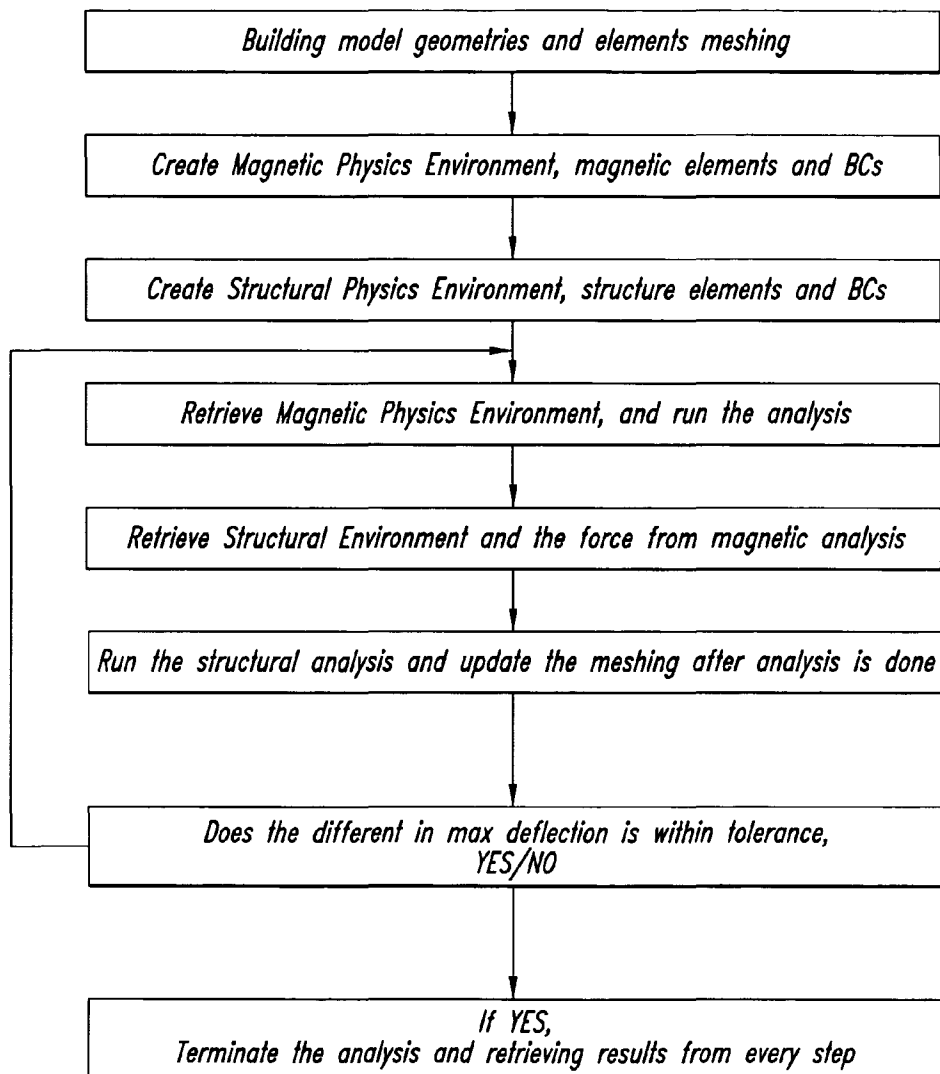 Building model geometries and elements meshing
Create Magnetic Physics Environment, magnetic elements and BCs
Create Structural Physics Environment, structure elements and BCs
Retrieve Magnetic Physics Environment, and run the analysis
Retrieve Structural Environment and the force from magnetic analysis
Run the structural analysis and update the meshing after analysis is done
Does the different in max deflection is within tolerance,
YES/NO
If YES,
Terminate the analysis and retrieving results from every step